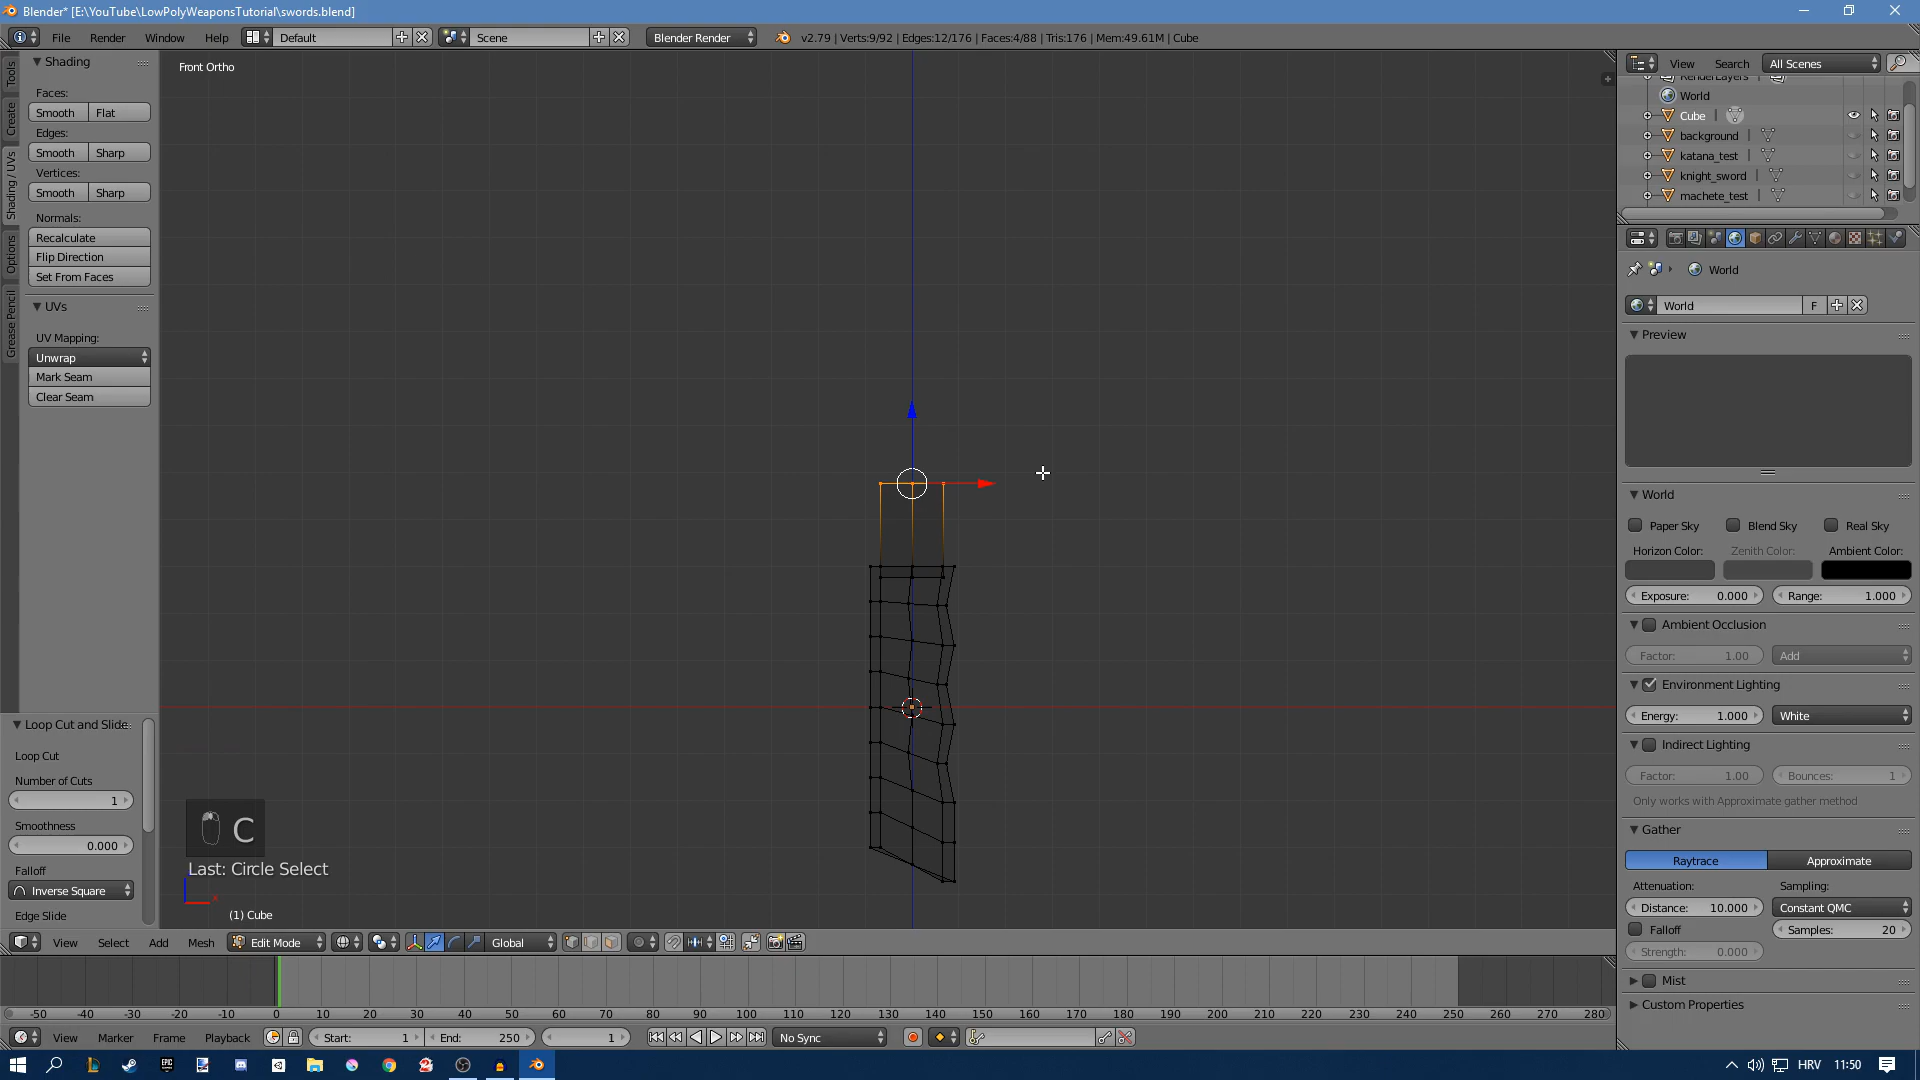 Blender* [E:\YouTube\LowPolyWeaponsTutorial\swords.blend]
File Render Window Help Default Scene Blender Render v2.79 | Verts:9/92 | Edges:12/176 | Faces:4/88 | Tris:176 | Mem:49.61M | Cube
Tools
Create
Shading / UVs
Options
Grease Pencil
Shading
Faces:
Smooth Flat
Edges:
Smooth Sharp
Vertices:
Smooth Sharp
Normals:
Recalculate
Flip Direction
Set From Faces
UVs
UV Mapping:
Unwrap
Mark Seam
Clear Seam
Loop Cut and Slide
Loop Cut
Number of Cuts
1
Smoothness
0.000
Falloff
Inverse Square
Edge Slide
Front Ortho
C
Last: Circle Select
x
(1) Cube
View Select Add Mesh Edit Mode Global
-50 -40 -30 -20 -10 0 10 20 30 40 50 60 70 80 90 100 110 120 130 140 150 160 170 180 190 200 210 220 230 240 250 260 270 280
View Marker Frame Playback Start: 1 End: 250 1 No Sync
View Search All Scenes
RenderLayers
World
Cube
background
katana_test
knight_sword
machete_test
World
World F
Preview
World
Paper Sky Blend Sky Real Sky
Horizon Color: Zenith Color: Ambient Color:
Exposure: 0.000 Range: 1.000
Ambient Occlusion
Factor: 1.00 Add
Environment Lighting
Energy: 1.000 White
Indirect Lighting
Factor: 1.00 Bounces: 1
Only works with Approximate gather method
Gather
Raytrace Approximate
Attenuation: Sampling:
Distance: 10.000 Constant QMC
Falloff Samples: 20
Strength: 0.000
Mist
Custom Properties
EPIC
HRV 11:50